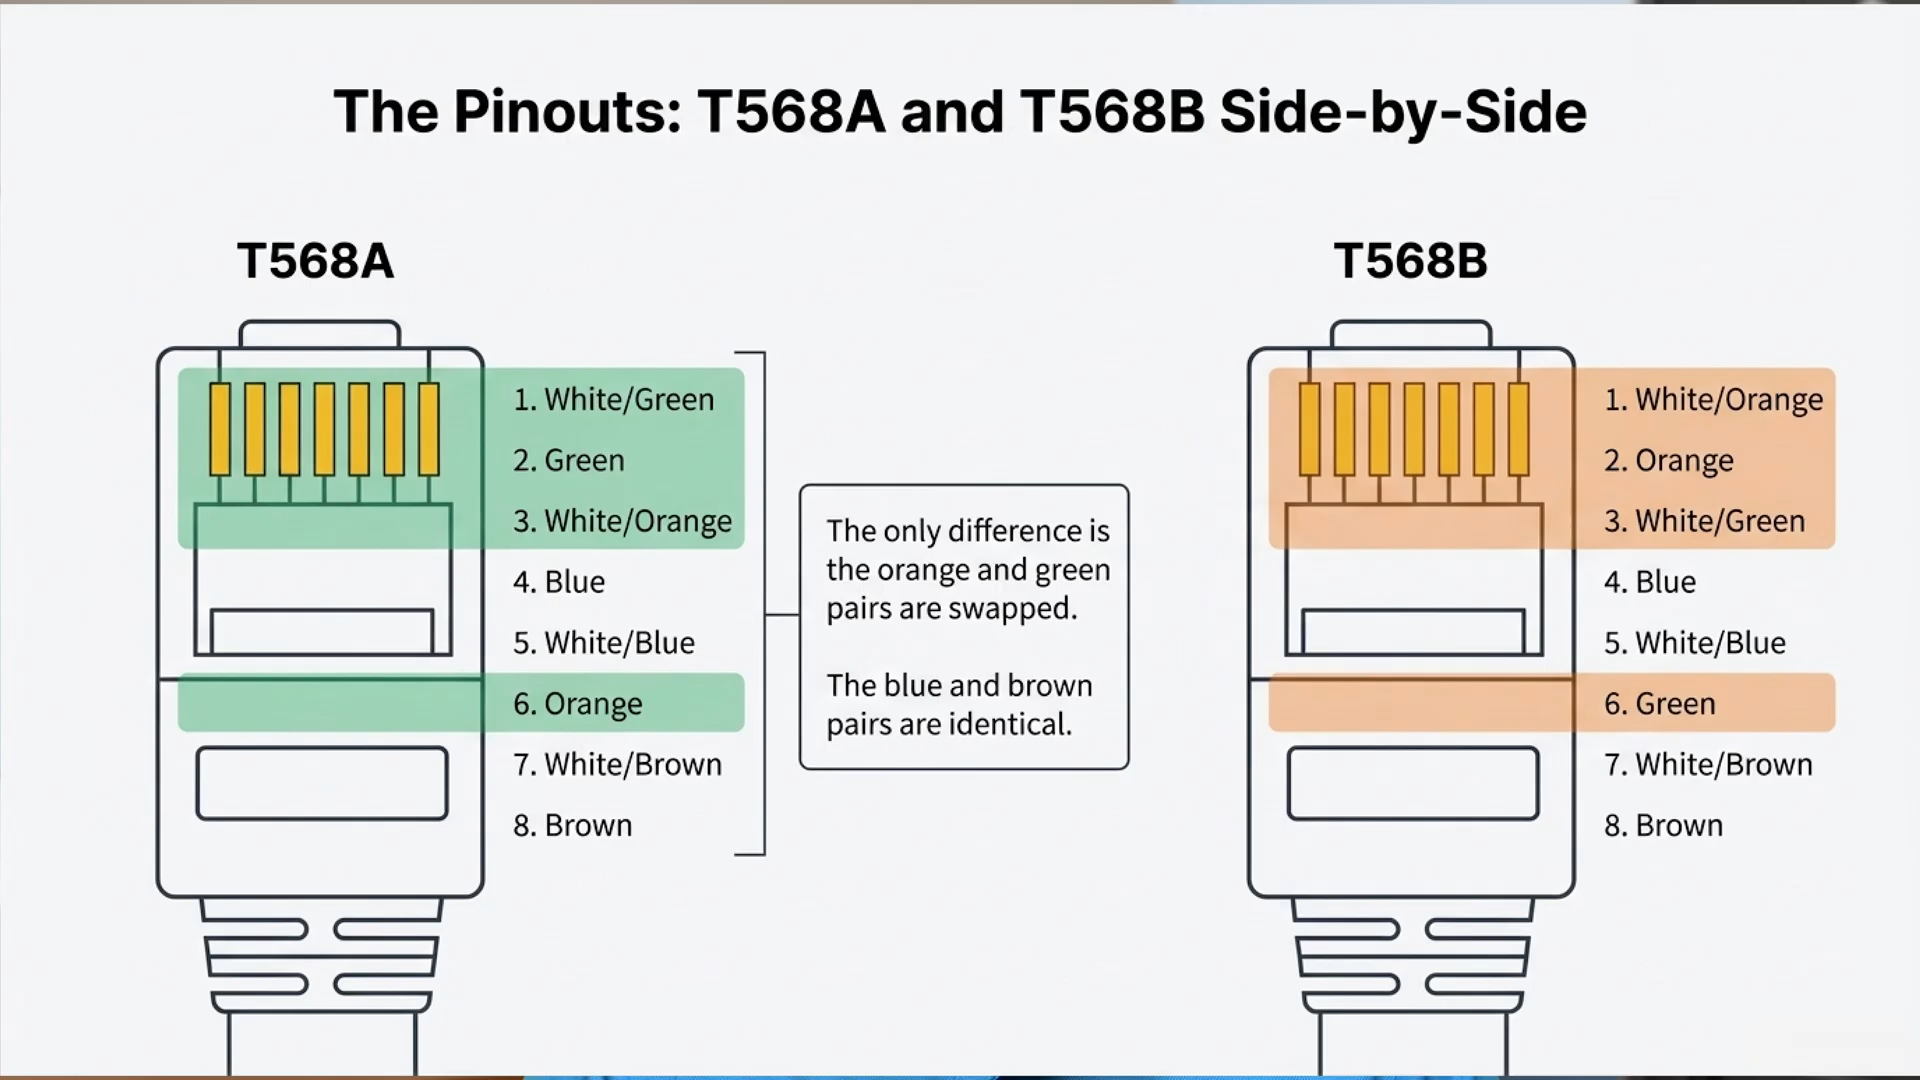 The Pinouts: T568A and T568B Side-by-Side
T568A
1. White/Green
2. Green
3. White/Orange
4. Blue
5. White/Blue
6. Orange
7. White/Brown
8. Brown
The only difference is
the orange and green
pairs are swapped.
The blue and brown
pairs are identical.
T568B
1. White/Orange
2. Orange
3. White/Green
4. Blue
5. White/Blue
6. Green
7. White/Brown
8. Brown